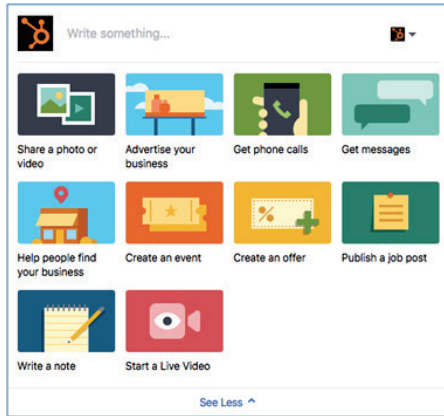 Write something...
Share a photo or
video
Advertise your
business
Get phone calls
Get messages
Help people find
your business
Create an event
Create an offer
Publish a job post
Write a note
Start a Live Video
See Less